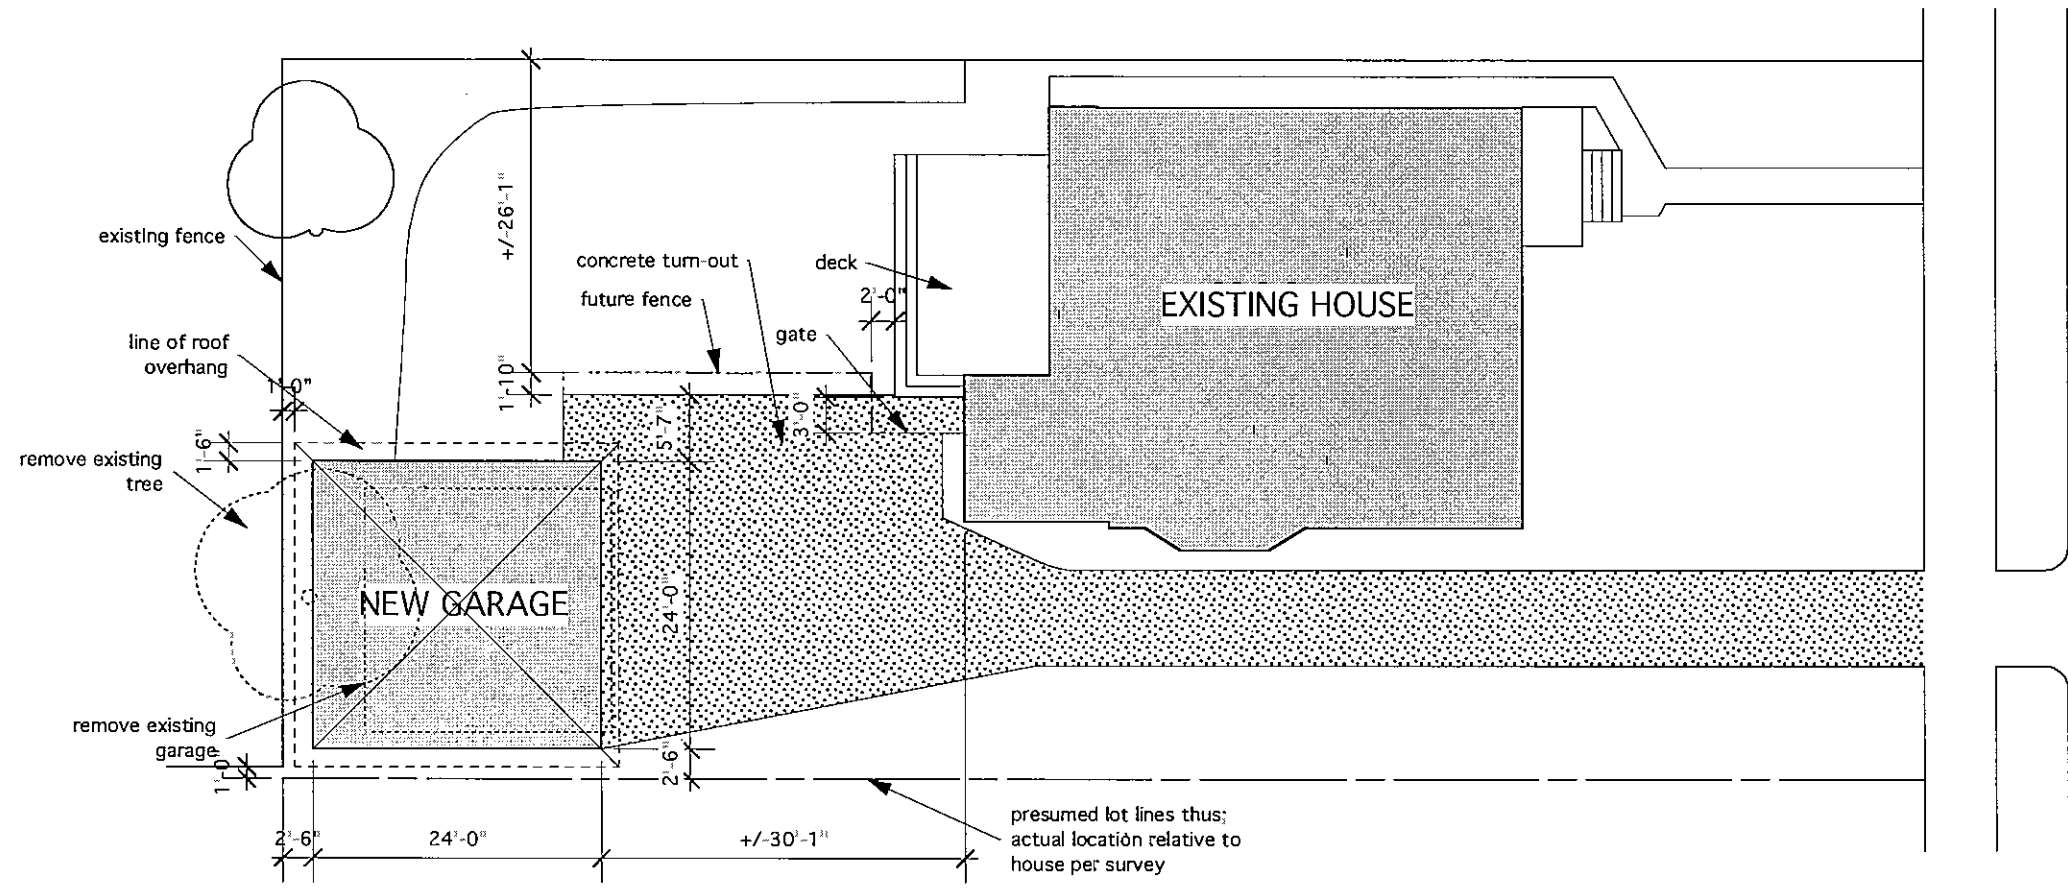 +/-26'-1"
existing fence
concrete turn-out
deck
future fence
2'-0"
EXISTING HOUSE
gate
line of roof
overhang
1'-0"
1'-10"
3'-0"
5'-7"
1'-6"
remove existing
tree
NEW GARAGE
24'-0"
remove existing
garage
1'-0"
2'-6"
presumed lot lines thus;
actual location relative to
house per survey
2'-6"
24'-0"
+/-30'-1"